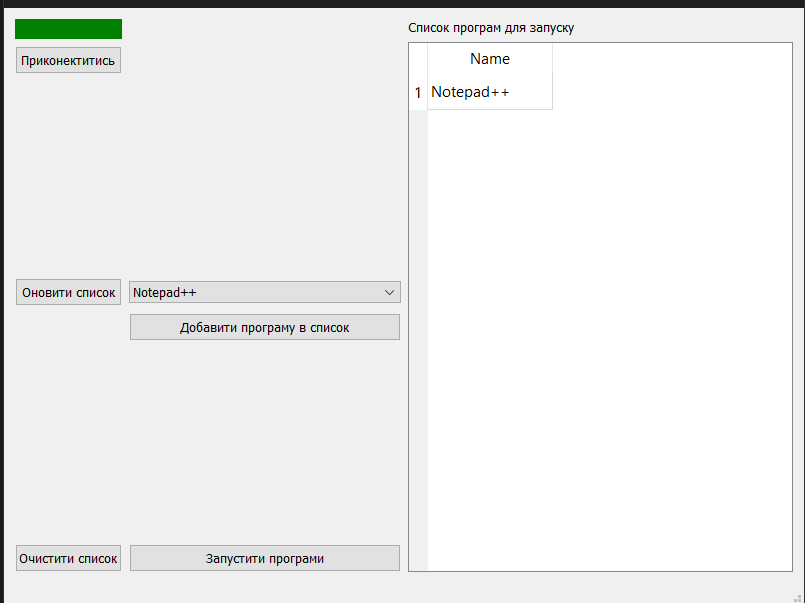 Список програм для запуску
Приконектитись
Name
1 Notepad++
Оновити список
Notepad++
Добавити програму в список
Очистити список
Запустити програми